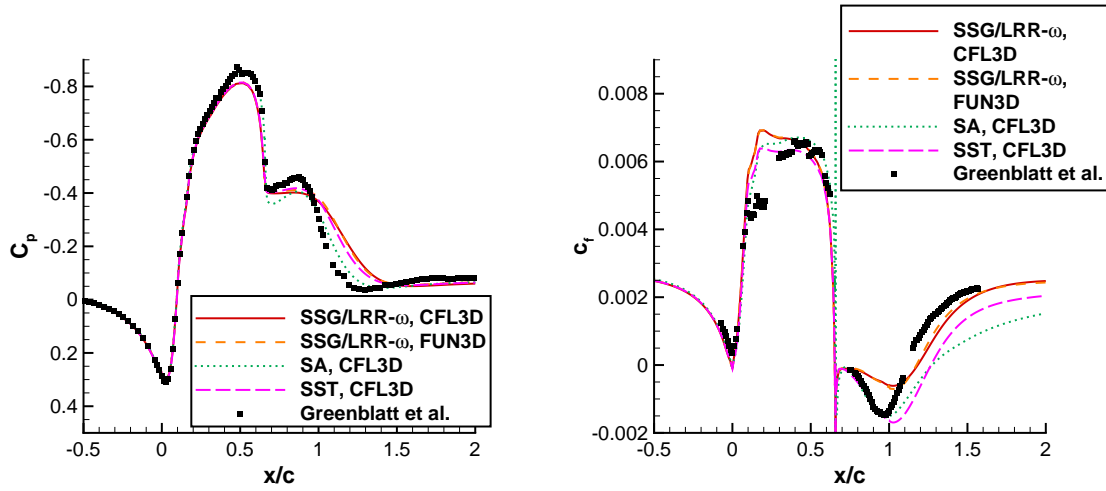 -0.8
-0.6
-0.4
-0.2
0
0.2
0.4
Cp
-0.5 0 0.5 1 1.5 2
x/c
SSG/LRR-ω, CFL3D
SSG/LRR-ω, FUN3D
SA, CFL3D
SST, CFL3D
Greenblatt et al.
SSG/LRR-ω,
CFL3D
SSG/LRR-ω,
FUN3D
SA, CFL3D
SST, CFL3D
Greenblatt et al.
0.008
0.006
0.004
0.002
0
-0.002
cf
-0.5 0 0.5 1 1.5 2
x/c